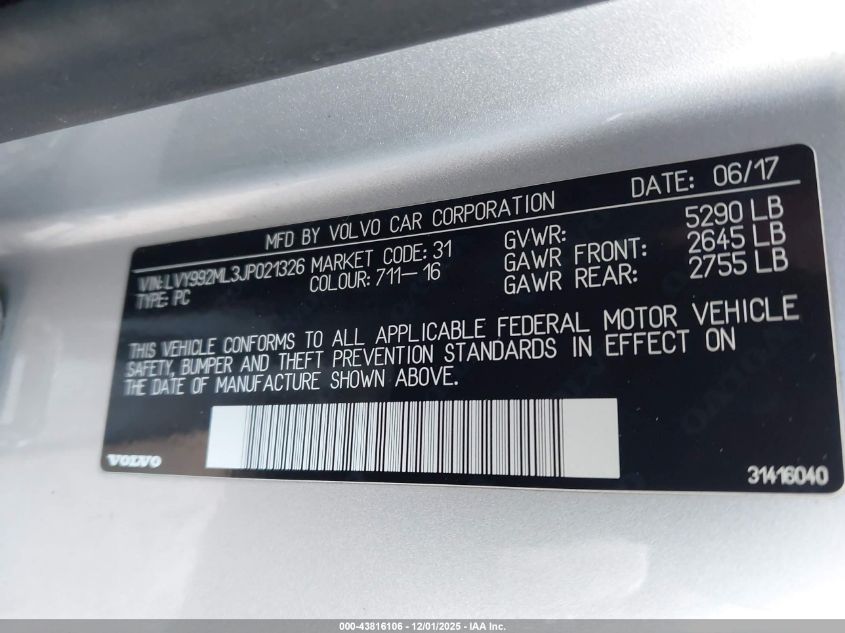 MFD BY VOLVO CAR CORPORATION DATE: 06/17
VIN: LVY992ML3JP021326 MARKET CODE: 31 GVWR: 5290 LB
TYPE: PC COLOUR: 711-16 GAWR FRONT: 2645 LB
GAWR REAR: 2755 LB
THIS VEHICLE CONFORMS TO ALL APPLICABLE FEDERAL MOTOR VEHICLE
SAFETY, BUMPER AND THEFT PREVENTION STANDARDS IN EFFECT ON
THE DATE OF MANUFACTURE SHOWN ABOVE.
VOLVO 31416040
000-43816106 - 12/01/2025 - IAA Inc.